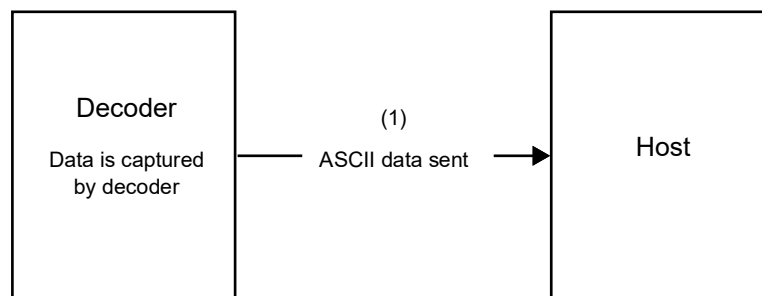 Decoder
Data is captured
by decoder
(1)
ASCII data sent
Host